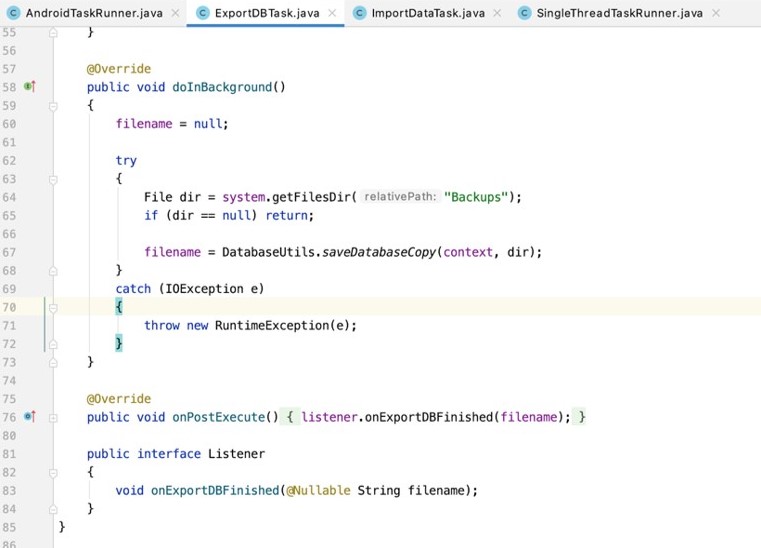 AndroidTaskRunner.java ExportDBTask.java ImportDataTask.java SingleThreadTaskRunner.java
55 }
56
57 @Override
58 public void doInBackground()
59 {
60 filename = null;
61
62 try
63 {
64 File dir = system.getFilesDir( relativePath: "Backups");
65 if (dir == null) return;
66
67 filename = DatabaseUtils.saveDatabaseCopy(context, dir);
68 }
69 catch (IOException e)
70 {
71 throw new RuntimeException(e);
72 }
73 }
74
75 @Override
76 public void onPostExecute() { listener.onExportDBFinished(filename); }
80
81 public interface Listener
82 {
83 void onExportDBFinished(@Nullable String filename);
84 }
85 }
86